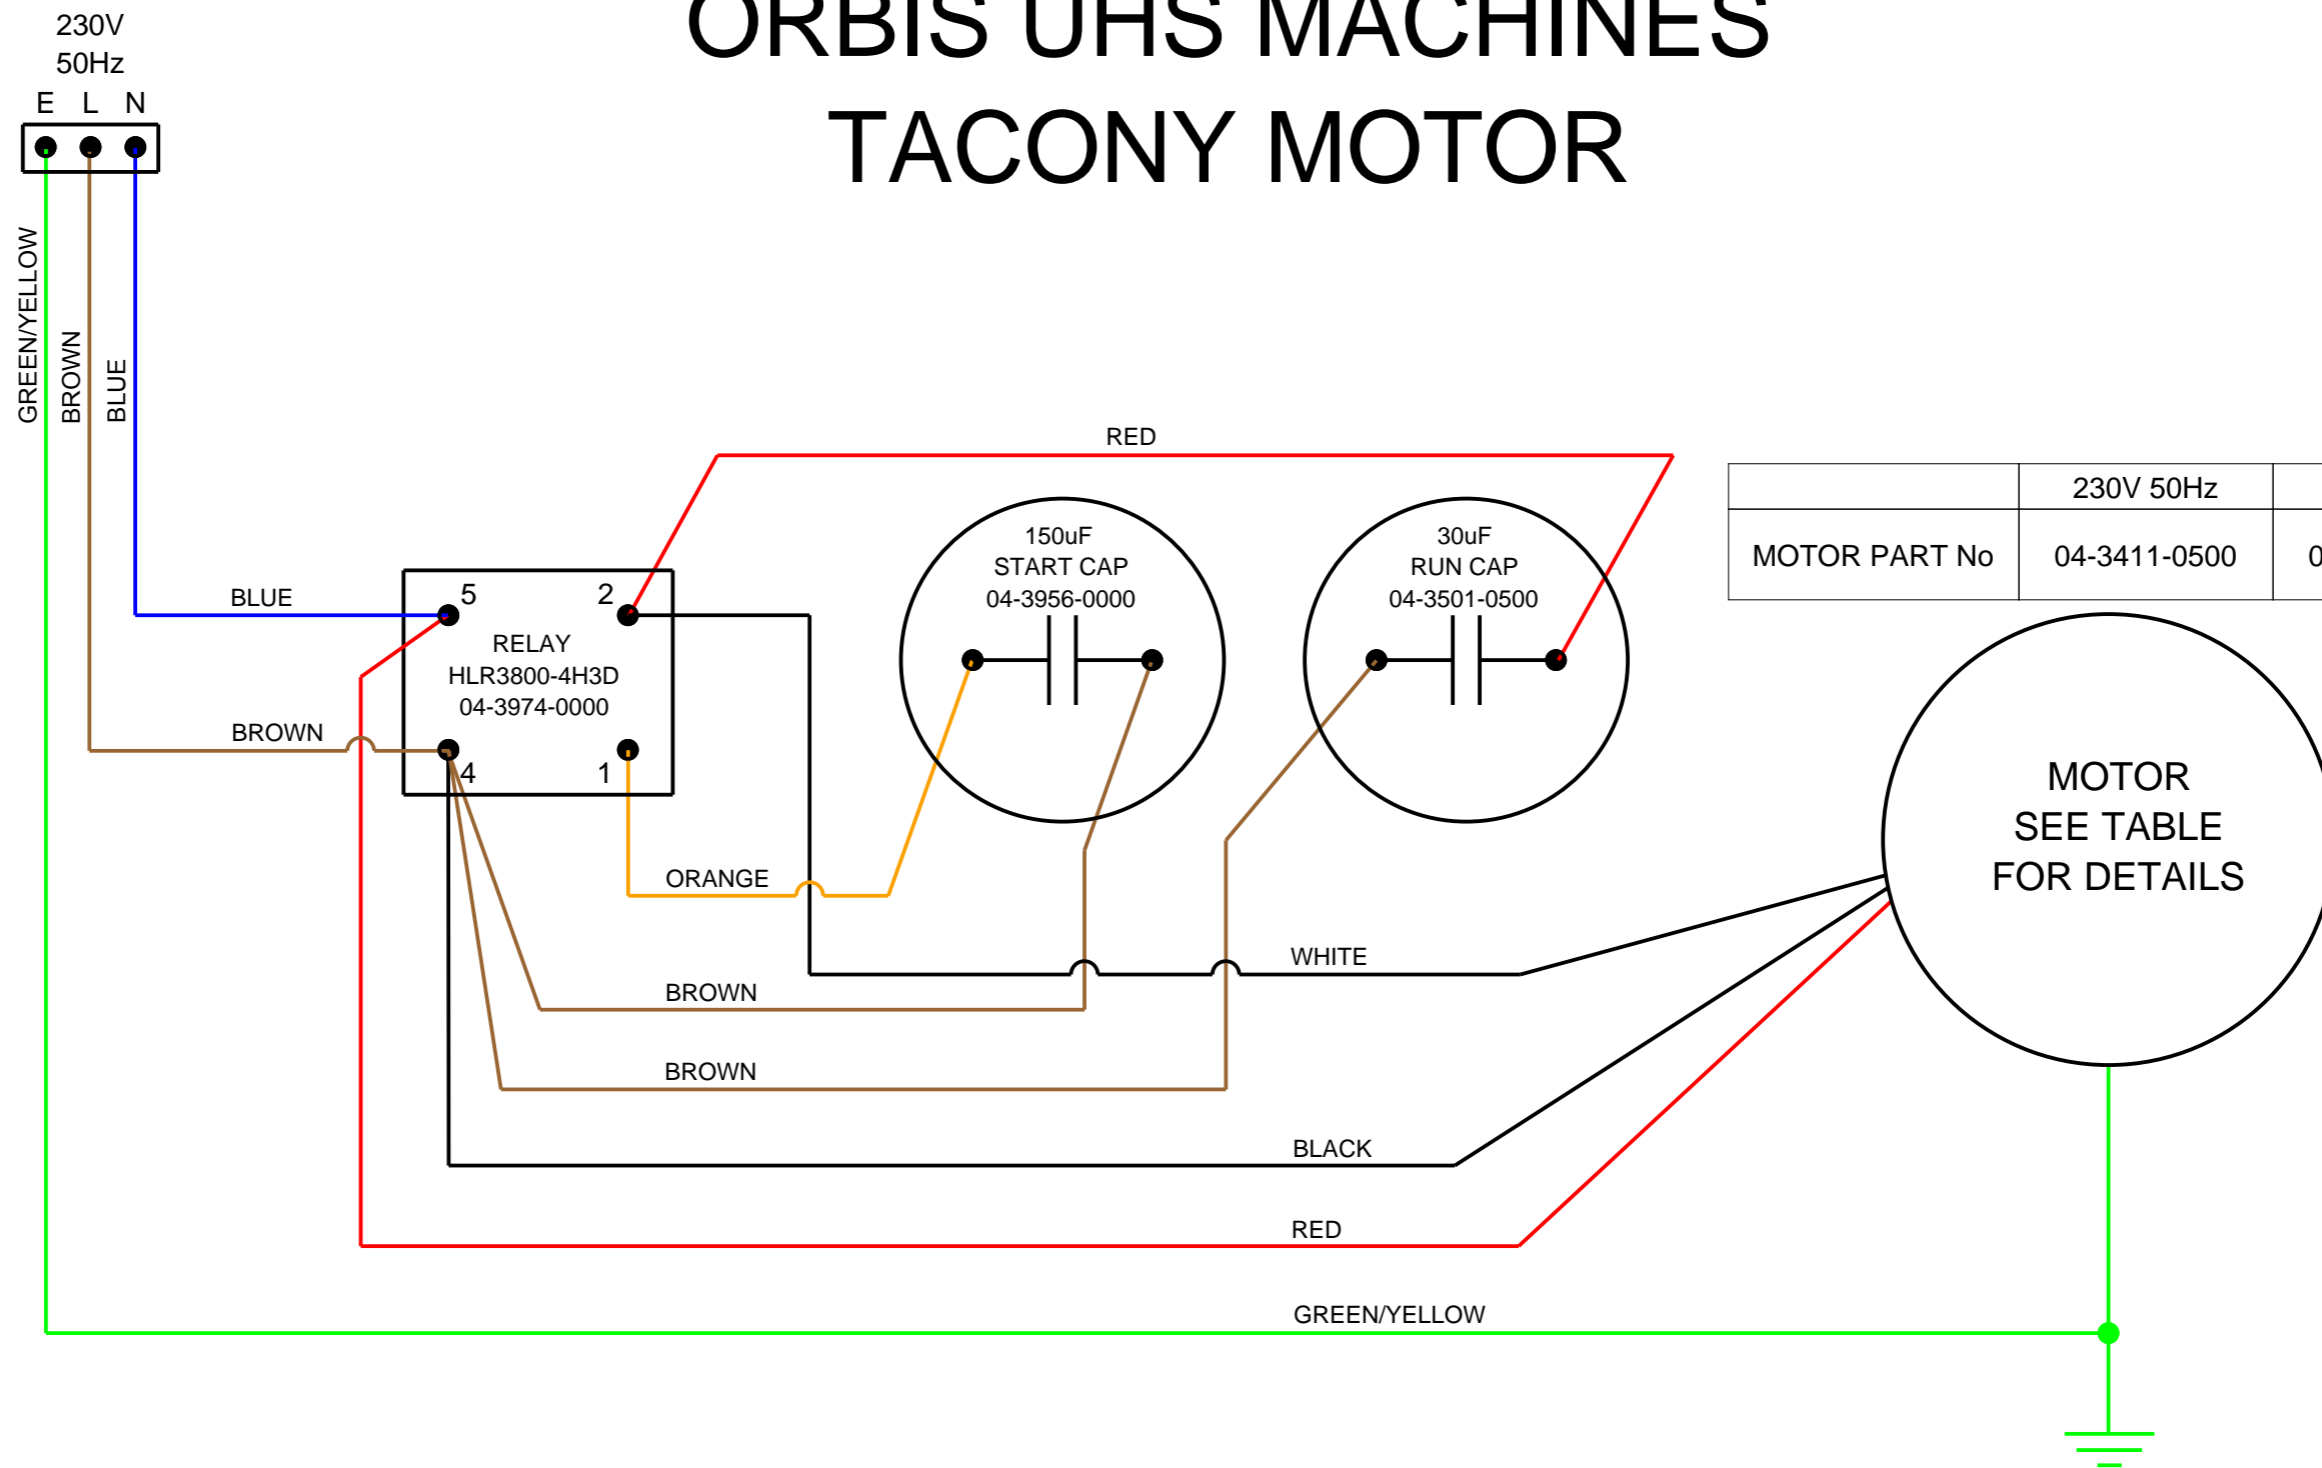 ORBIS UHS MACHINES
TACONY MOTOR
230V
50Hz
E L N
GREEN/YELLOW
BROWN
BLUE
RED
230V 50Hz
MOTOR PART No 04-3411-0500 0
150uF
START CAP
04-3956-0000
30uF
RUN CAP
04-3501-0500
BLUE
5 2
RELAY
HLR3800-4H3D
04-3974-0000
BROWN
4 1
MOTOR
SEE TABLE
FOR DETAILS
ORANGE
WHITE
BROWN
BROWN
BLACK
RED
GREEN/YELLOW